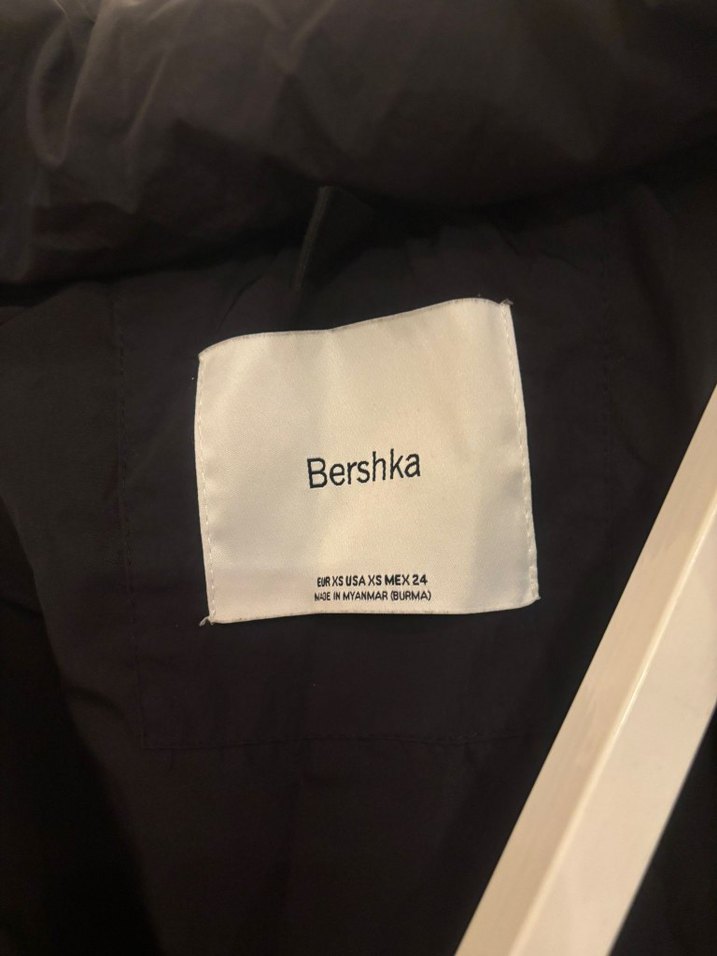 Bershka
EUR XS USA XS MEX 24
MADE IN MYANMAR (BURMA)